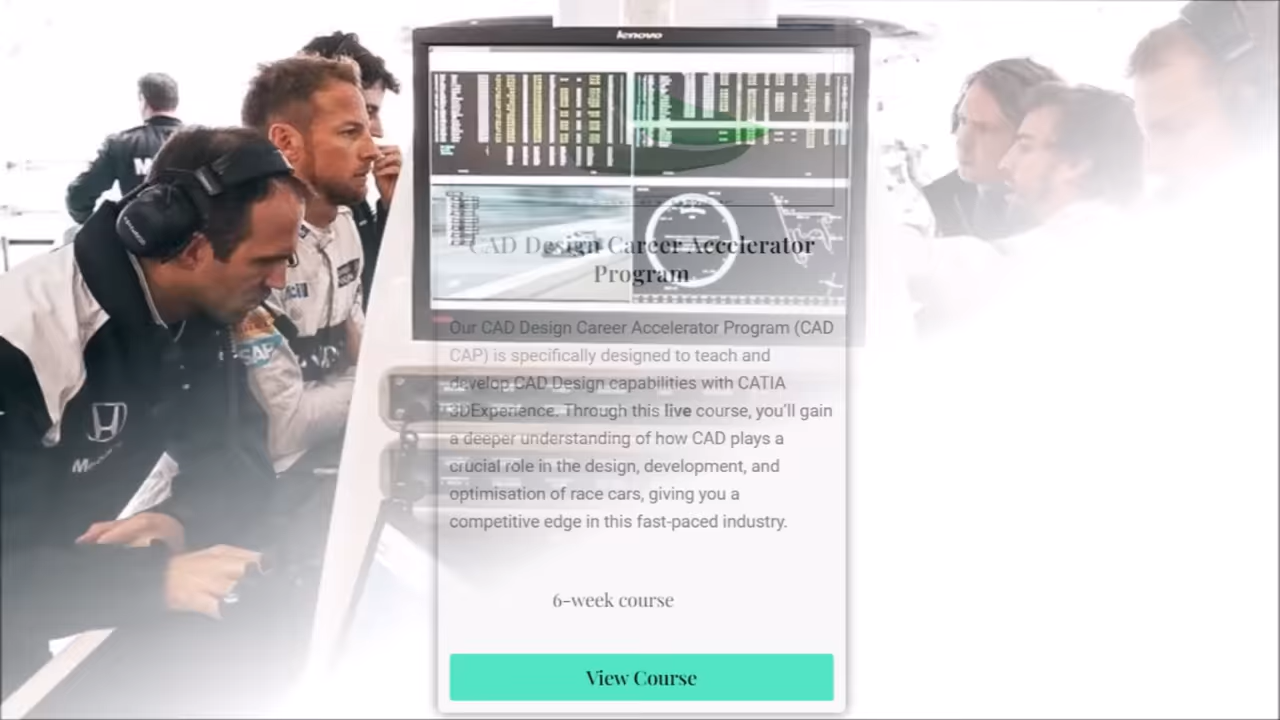 lenovo
CAD Design Career Accelerator
Program
Our CAD Design Career Accelerator Program (CAD
CAP) is specifically designed to teach and
develop CAD Design capabilities with CATIA
3DExperience. Through this live course, you'll gain
a deeper understanding of how CAD plays a
crucial role in the design, development, and
optimisation of race cars, giving you a
competitive edge in this fast-paced industry.
6-week course
View Course